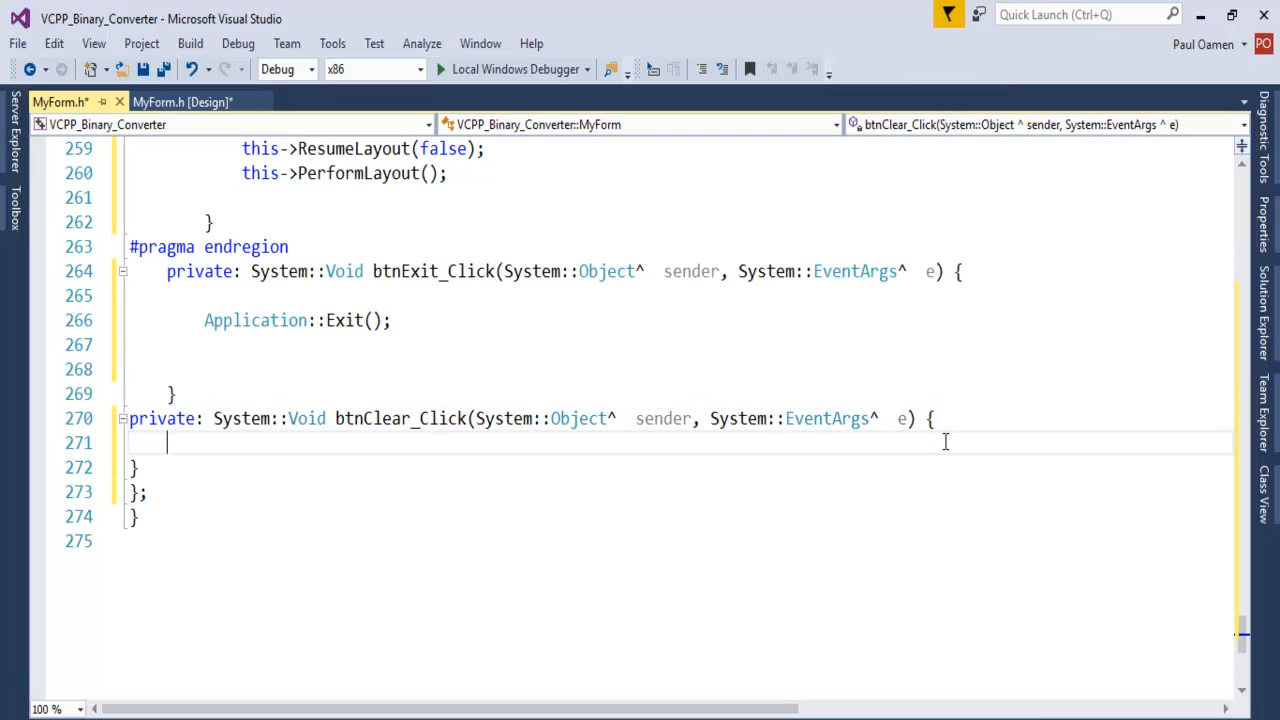 VCPP_Binary_Converter - Microsoft Visual Studio
Quick Launch (Ctrl+Q)
File Edit View Project Build Debug Team Tools Test Analyze Window Help
Paul Oamen PO
Debug x86 Local Windows Debugger
MyForm.h* MyForm.h [Design]*
VCPP_Binary_Converter VCPP_Binary_Converter::MyForm btnClear_Click(System::Object ^ sender, System::EventArgs ^ e)
Server Explorer
Toolbox
259 this->ResumeLayout(false);
260 this->PerformLayout();
261
262 }
263 #pragma endregion
264 private: System::Void btnExit_Click(System::Object^ sender, System::EventArgs^ e) {
265
266 Application::Exit();
267
268
269 }
270 private: System::Void btnClear_Click(System::Object^ sender, System::EventArgs^ e) {
271
272 }
273 };
274 }
275
Diagnostic Tools
Properties
Solution Explorer
Team Explorer
Class View
100 %